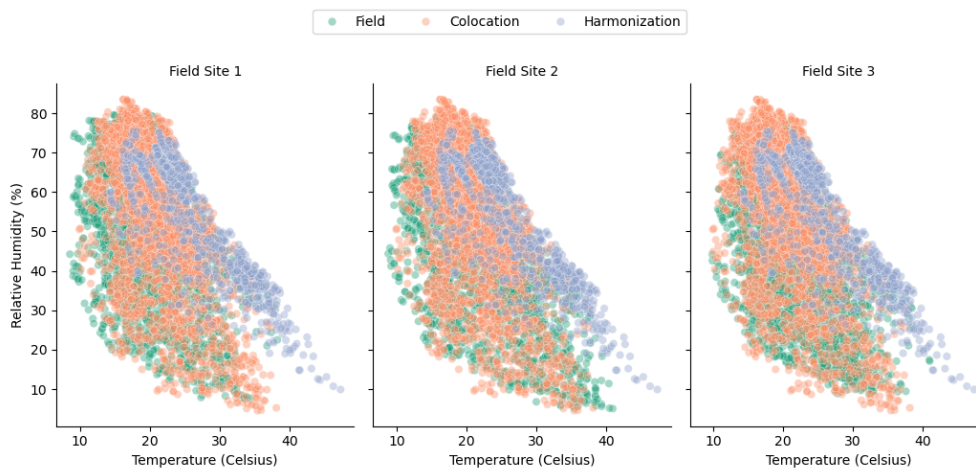 Field Colocation Harmonization
Field Site 1 Field Site 2 Field Site 3
Relative Humidity (%)
80
70
60
50
40
30
20
10
10 20 30 40 10 20 30 40 10 20 30 40
Temperature (Celsius) Temperature (Celsius) Temperature (Celsius)